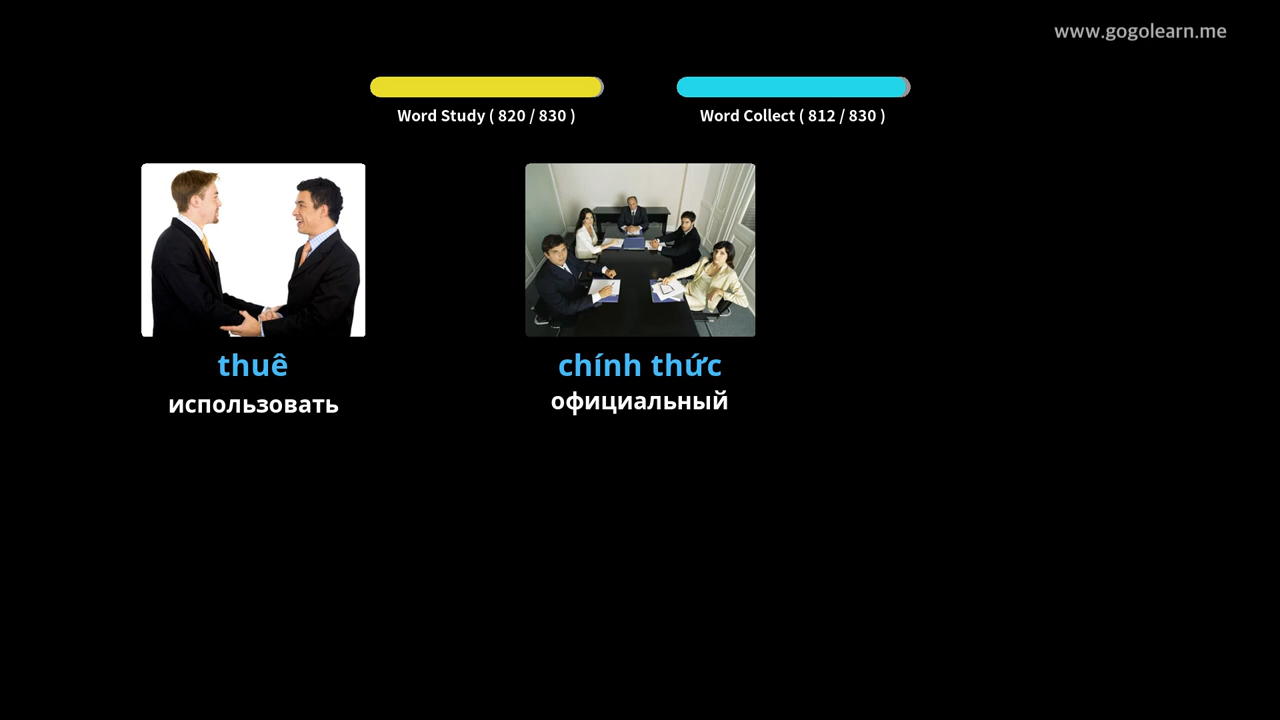 www.gogolearn.me
Word Study ( 820 / 830 )
Word Collect ( 812 / 830 )
thuê
использовать
chính thức
официальный